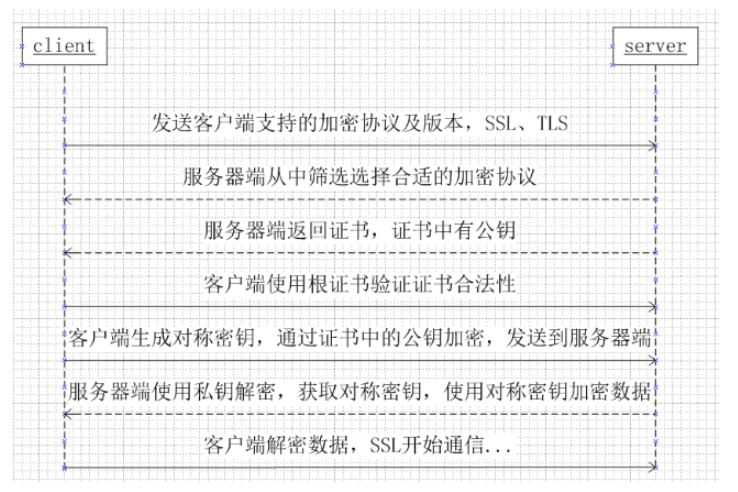 client
server
发送客户端支持的加密协议及版本，SSL、TLS
服务器端从中筛选选择合适的加密协议
服务器端返回证书，证书中有公钥
客户端使用根证书验证证书合法性
客户端生成对称密钥，通过证书中的公钥加密，发送到服务器端
服务器端使用私钥解密，获取对称密钥，使用对称密钥加密数据
客户端解密数据，SSL开始通信...